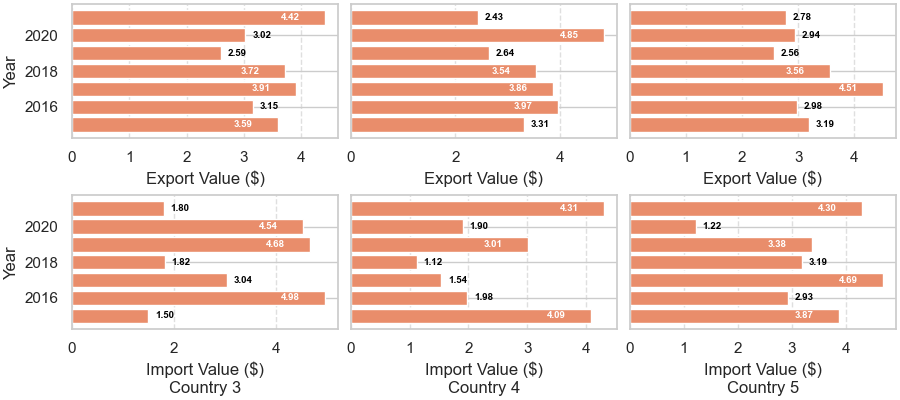 Year
2020
2018
2016
4.42
3.02
2.59
3.72
3.91
3.15
3.59
0 1 2 3 4
Export Value ($)
2.43
4.85
2.64
3.54
3.86
3.97
3.31
0 2 4
Export Value ($)
2.78
2.94
2.56
3.56
4.51
2.98
3.19
0 1 2 3 4
Export Value ($)
Year
2020
2018
2016
1.80
4.54
4.68
1.82
3.04
4.98
1.50
0 2 4
Import Value ($)
Country 3
4.31
1.90
3.01
1.12
1.54
1.98
4.09
0 1 2 3 4
Import Value ($)
Country 4
4.30
1.22
3.38
3.19
4.69
2.93
3.87
0 1 2 3 4
Import Value ($)
Country 5